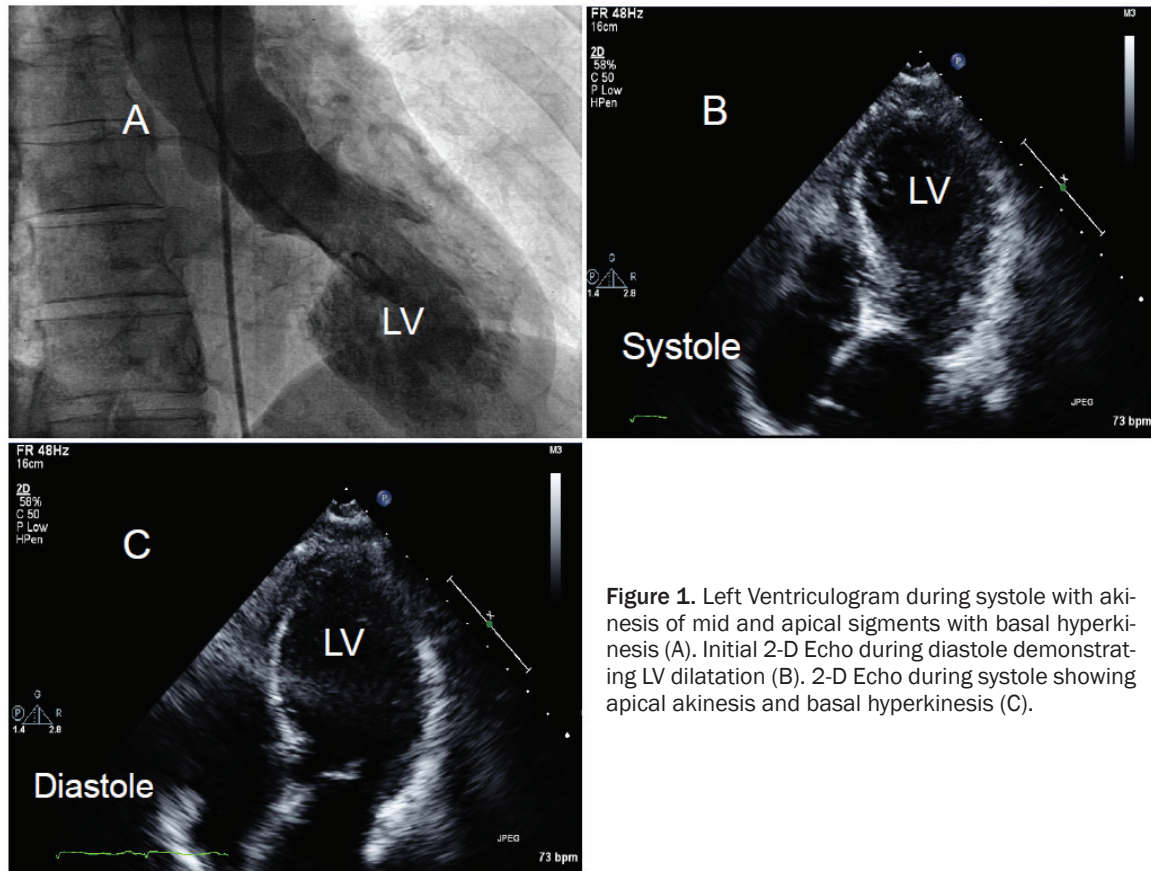 A
LV
FR 48Hz
16cm
2D
58%
C 50
P Low
HPen
M3
P
B
LV
X
G
P R
1.4 2.8
Systole
JPEG
73 bpm
FR 48Hz
16cm
2D
58%
C 50
P Low
HPen
M3
P
C
LV
X
G
P R
1.4 2.8
Diastole
JPEG
73 bpm
Figure 1. Left Ventriculogram during systole with aki-
nesis of mid and apical sigments with basal hyperki-
nesis (A). Initial 2-D Echo during diastole demonstrat-
ing LV dilatation (B). 2-D Echo during systole showing
apical akinesis and basal hyperkinesis (C).